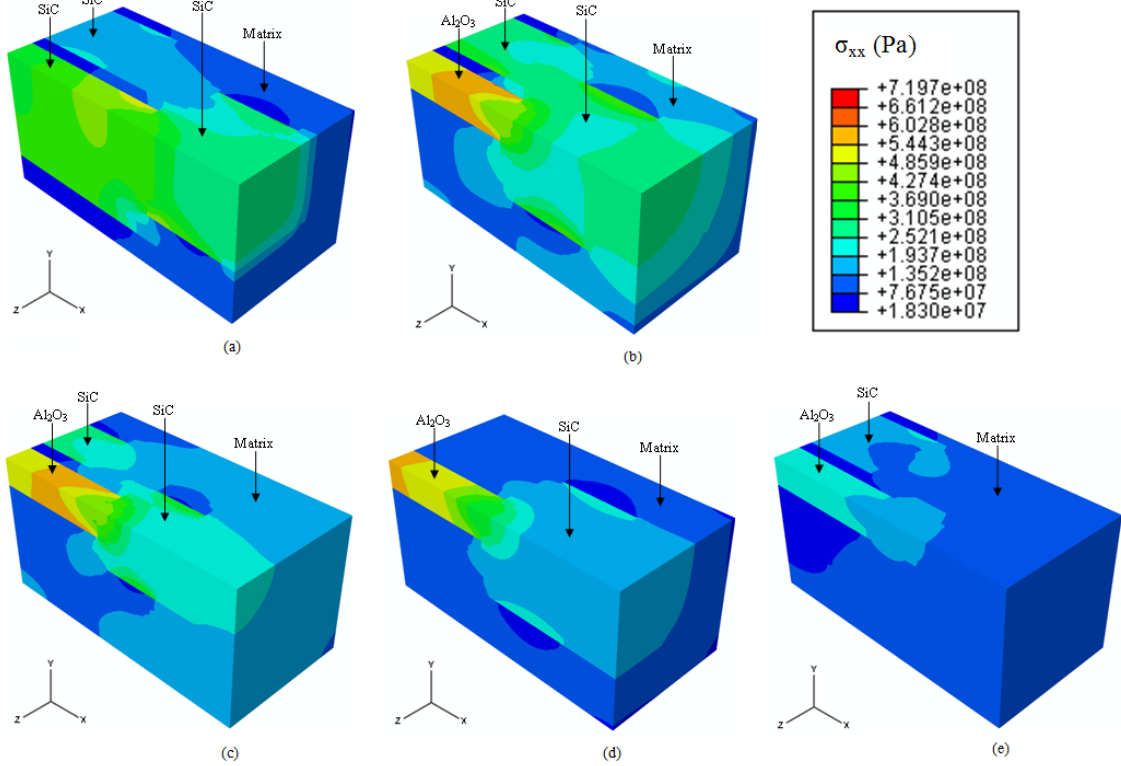 SiC
SiC
SiC
Matrix
Y
Z
X
(a)
SiC
Al₂O₃
SiC
Matrix
Y
Z
X
(b)
σxx (Pa)
+7.197e+08
+6.612e+08
+6.028e+08
+5.443e+08
+4.859e+08
+4.274e+08
+3.690e+08
+3.105e+08
+2.521e+08
+1.937e+08
+1.352e+08
+7.675e+07
+1.830e+07
SiC
Al₂O₃
SiC
Matrix
Y
Z
X
(c)
Al₂O₃
SiC
Matrix
Y
Z
X
(d)
SiC
Al₂O₃
Matrix
Y
Z
X
(e)